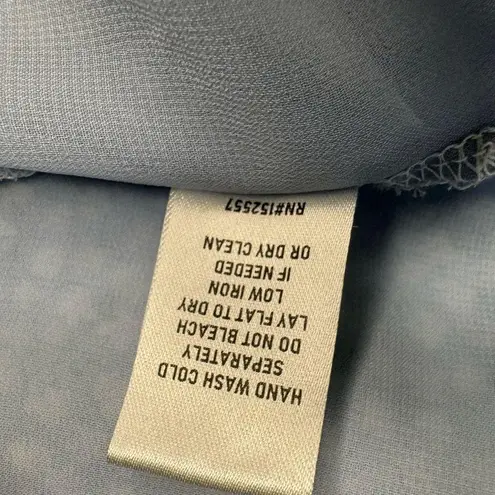 HAND WASH COLD
SEPARATELY
DO NOT BLEACH
LAY FLAT TO DRY
LOW IRON
IF NEEDED
OR DRY CLEAN
RN#152557